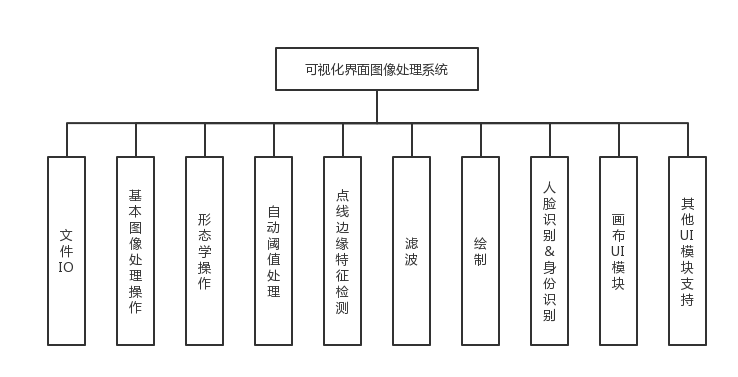 可视化界面图像处理系统
文件IO
基本图像处理操作
形态学操作
自动阈值处理
点线边缘特征检测
滤波
绘制
人脸识别&身份识别
画布UI模块
其他UI模块支持